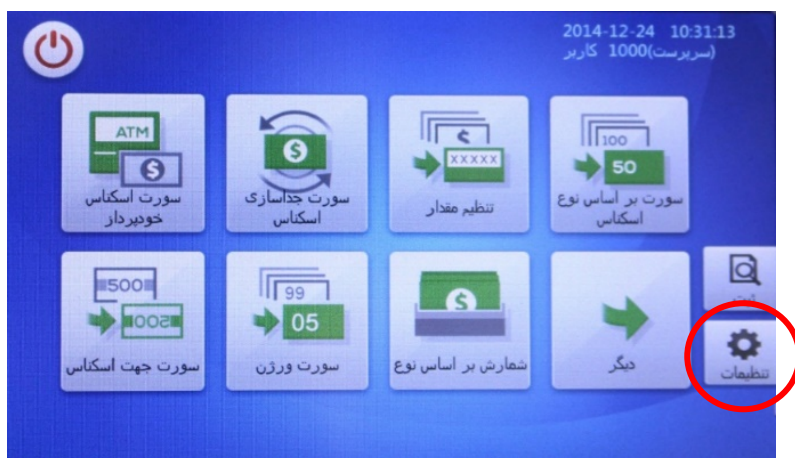 2014-12-24 10:31:13
(سرپرست)1000 کاربر
ATM
سورت اسکناس
خودپرداز
سورت جداسازی
اسکناس
XXXXX
تنظیم مقدار
100
50
سورت بر اساس نوع
اسکناس
500
500
سورت جهت اسکناس
99
05
سورت ورژن
شمارش بر اساس نوع
دیگر
ثبت
تنظیمات